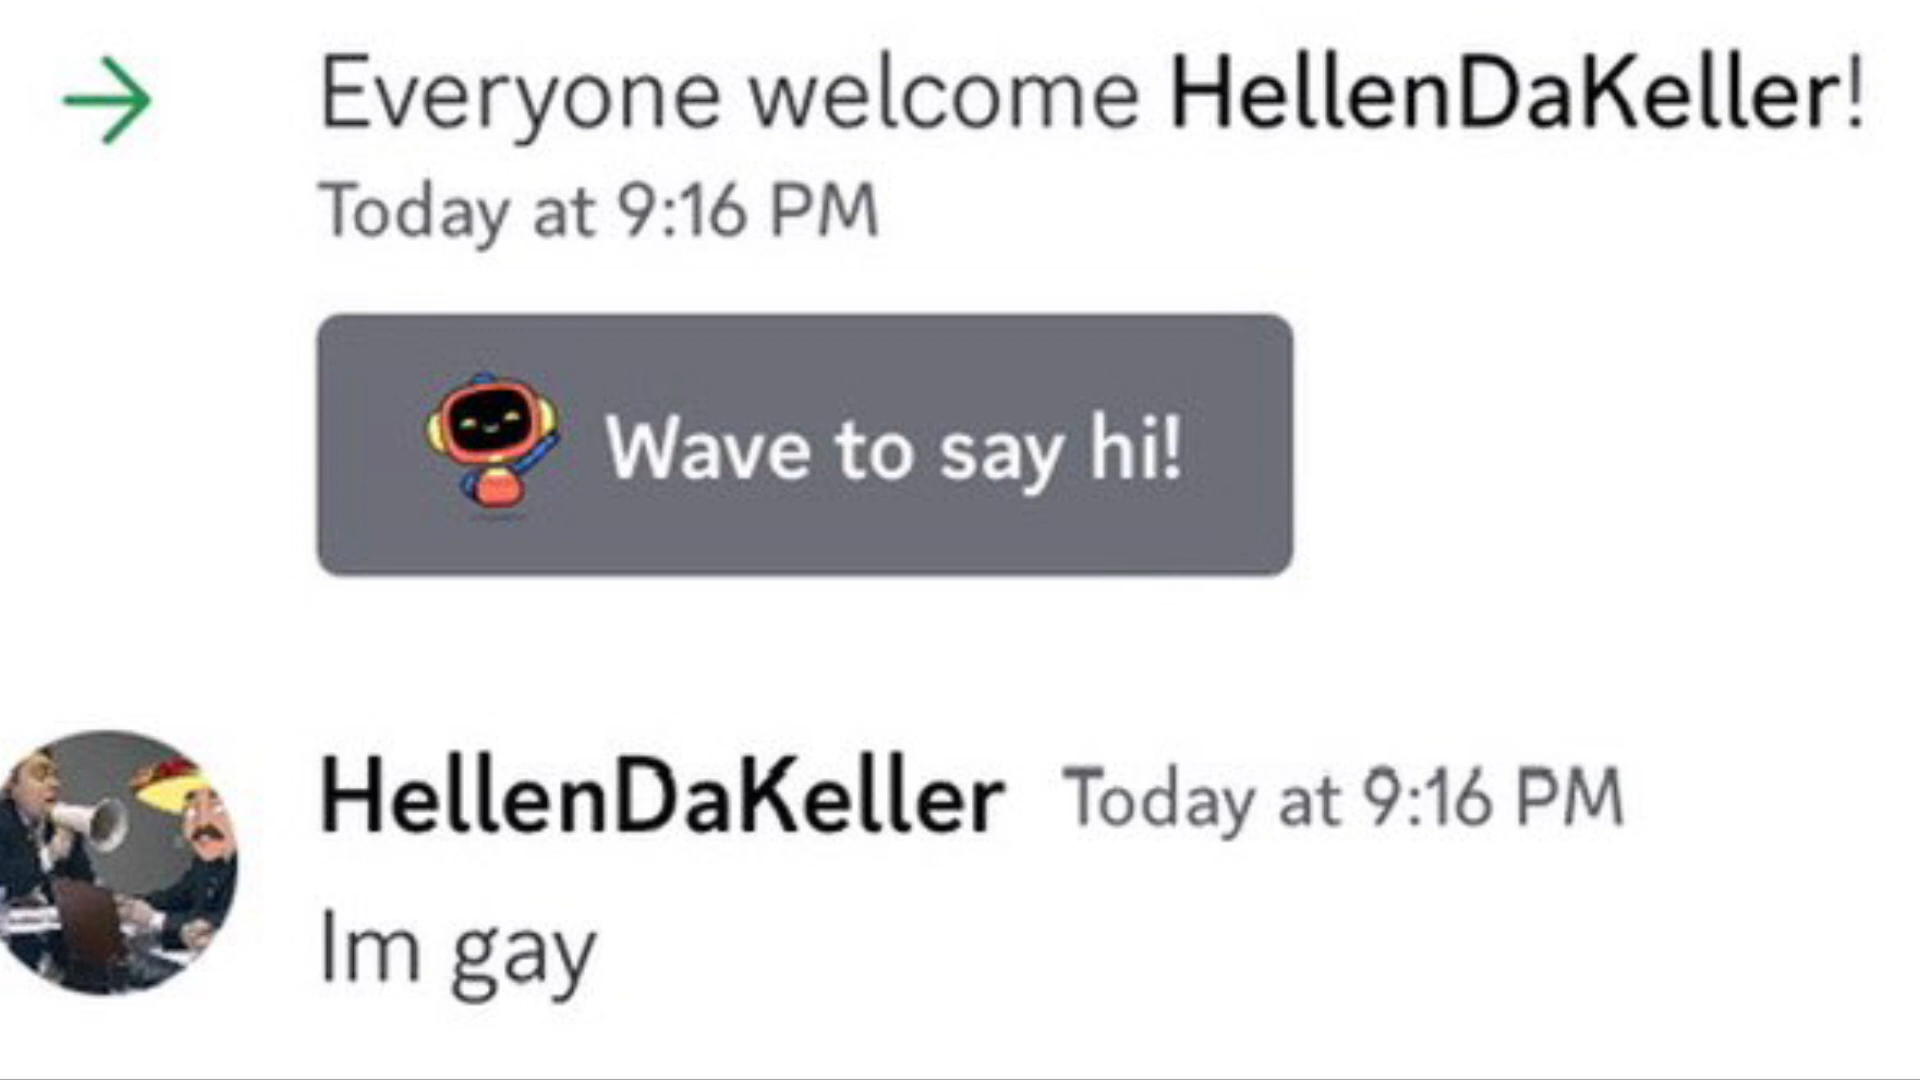 Everyone welcome HellenDaKeller!
Today at 9:16 PM
Wave to say hi!
HellenDaKeller Today at 9:16 PM
Im gay